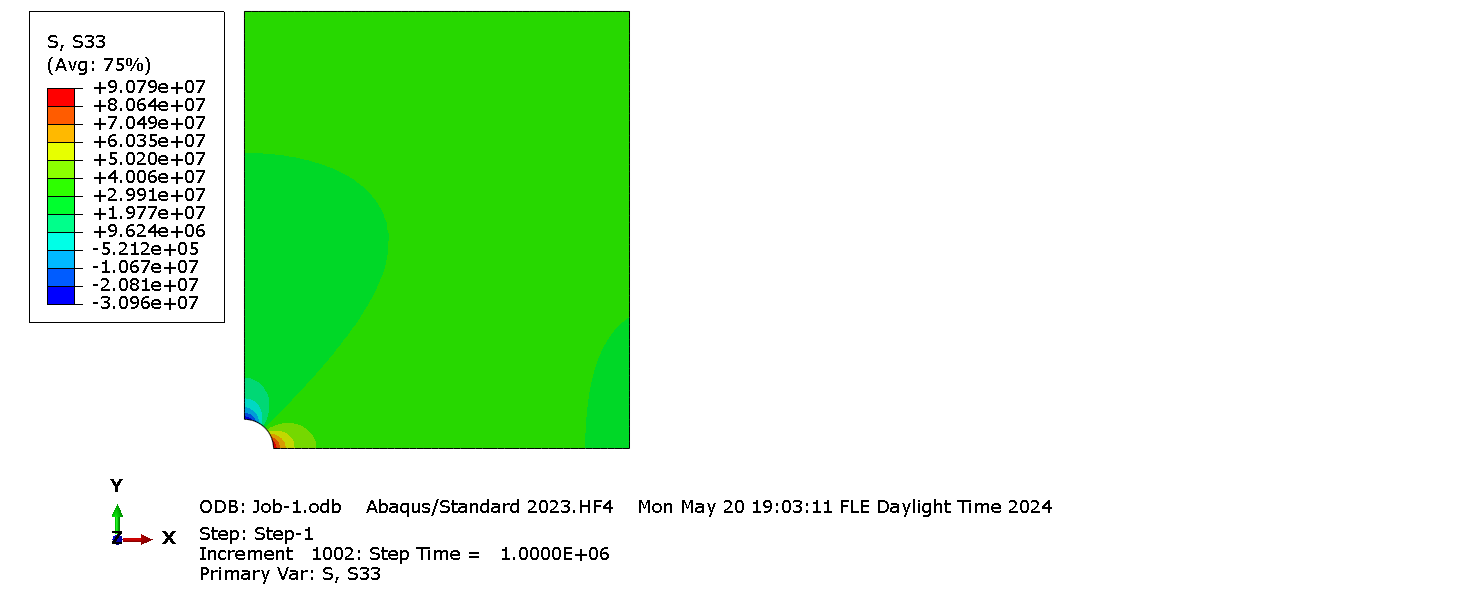 S, S33
(Avg: 75%)
+9.079e+07
+8.064e+07
+7.049e+07
+6.035e+07
+5.020e+07
+4.006e+07
+2.991e+07
+1.977e+07
+9.624e+06
-5.212e+05
-1.067e+07
-2.081e+07
-3.096e+07
Y
Z X
ODB: Job-1.odb Abaqus/Standard 2023.HF4 Mon May 20 19:03:11 FLE Daylight Time 2024
Step: Step-1
Increment 1002: Step Time = 1.0000E+06
Primary Var: S, S33